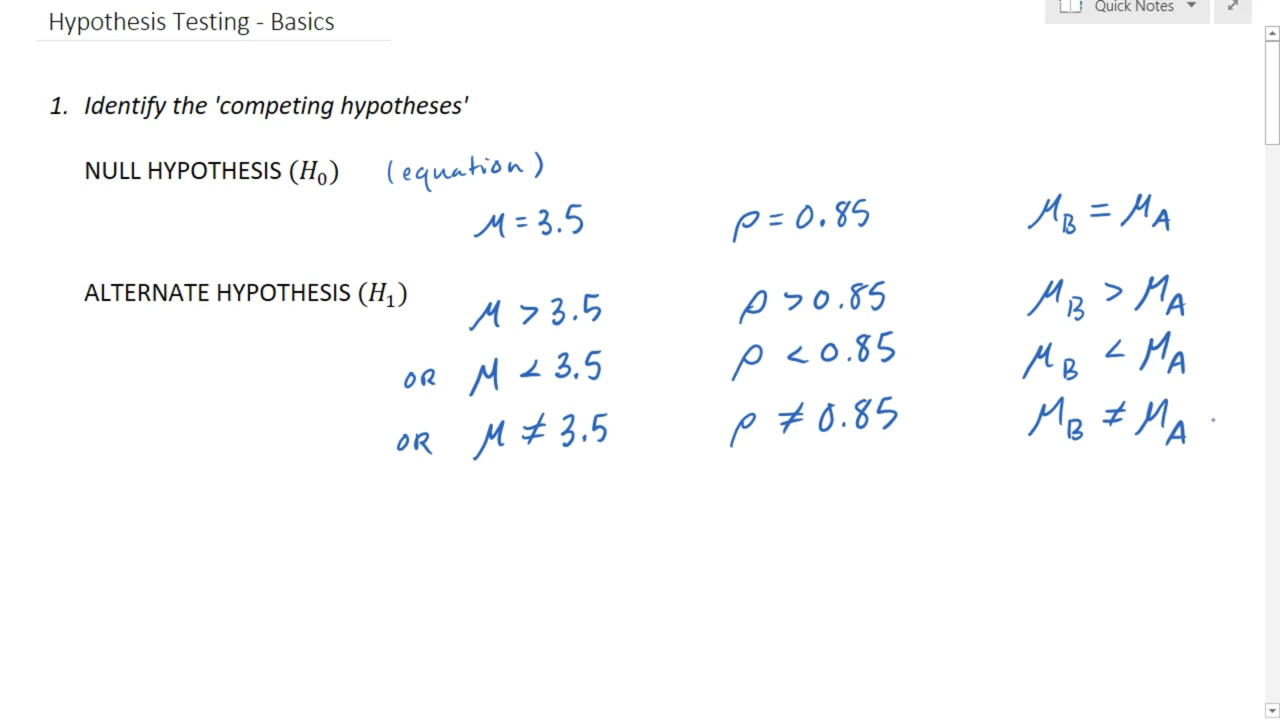 Hypothesis Testing - Basics
Quick Notes
1. Identify the 'competing hypotheses'
NULL HYPOTHESIS (H₀) (equation)
μ = 3.5 ρ = 0.85 μ_B = μ_A
ALTERNATE HYPOTHESIS (H₁)
μ > 3.5 ρ > 0.85 μ_B > μ_A
OR μ < 3.5 ρ < 0.85 μ_B < μ_A
OR μ ≠ 3.5 ρ ≠ 0.85 μ_B ≠ μ_A